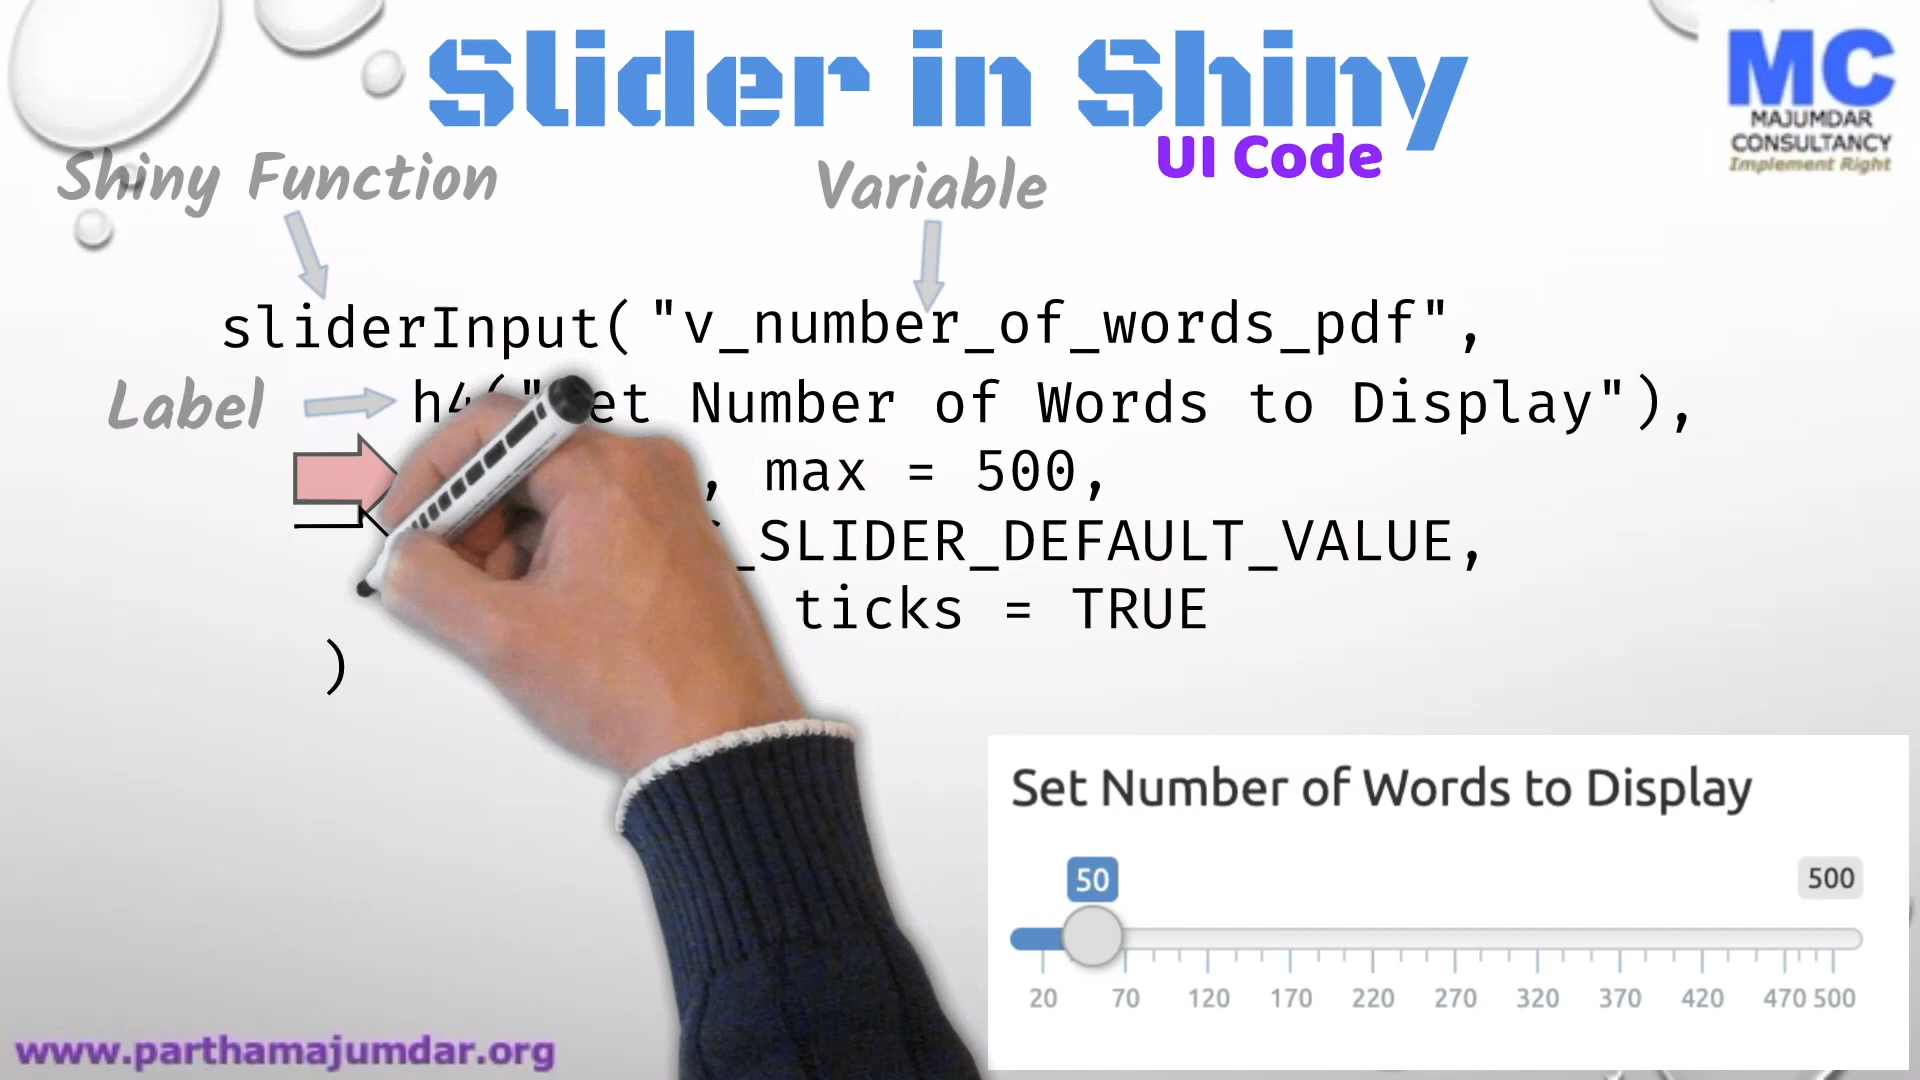 Slider in Shiny
UI Code
MC
MAJUMDAR
CONSULTANCY
Implement Right
Shiny Function
Variable
sliderInput( "v_number_of_words_pdf",
Label
et Number of Words to Display"),
, max = 500,
_SLIDER_DEFAULT_VALUE,
ticks = TRUE
)
Set Number of Words to Display
50
500
20 70 120 170 220 270 320 370 420 470 500
www.parthamajumdar.org